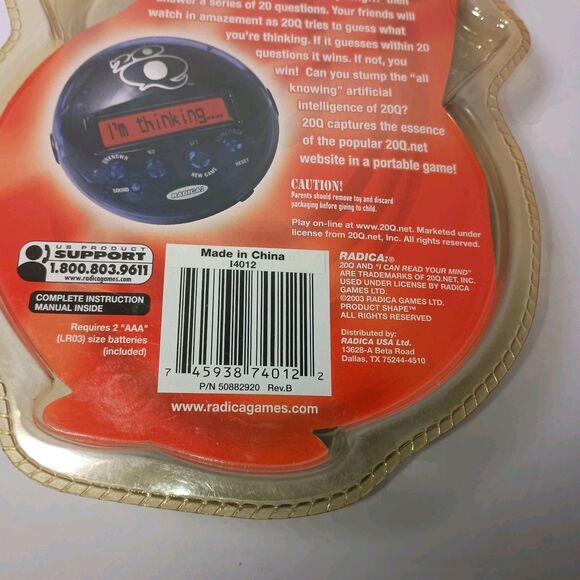 then
answer a series of 20 questions. Your friends will
watch in amazement as 20Q tries to guess what
you're thinking. If it guesses within 20
questions it wins. If not, you
win! Can you stump the "all
knowing" artificial
intelligence of 20Q?
20Q captures the essence
of the popular 20Q.net
website in a portable game!
20Q
I'm thinking....
UNKNOWN
NO
YES
RESET
NEW GAME
SOUND
RADICA:
CAUTION!
Parents should remove toy and discard
packaging before giving to child.
Play on-line at www.20Q.net. Marketed under
license from 20Q.net, Inc. All rights reserved.
US PRODUCT
SUPPORT
1.800.803.9611
www.radicagames.com
COMPLETE INSTRUCTION
MANUAL INSIDE
Requires 2 "AAA"
(LR03) size batteries
(included)
Made in China
I4012
7 45938 74012 2
P/N 50882920 Rev.B
www.radicagames.com
RADICA:®
20Q AND "I CAN READ YOUR MIND"
ARE TRADEMARKS OF 20Q.NET, INC.
USED UNDER LICENSE BY RADICA
GAMES LTD.
©2003 RADICA GAMES LTD.
PRODUCT SHAPE™
ALL RIGHTS RESERVED
Distributed by:
RADICA USA Ltd.
13628-A Beta Road
Dallas, TX 75244-4510